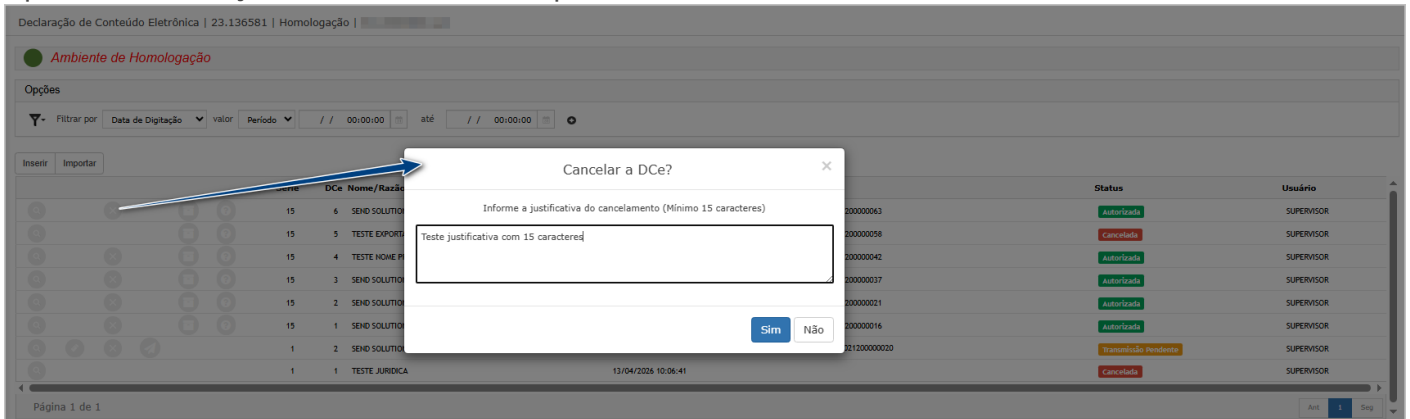 Declaração de Conteúdo Eletrônica | 23.136581 | Homologação |
Ambiente de Homologação
Opções
Filtrar por Data de Digitação valor Período / / 00:00:00 até / / 00:00:00
Inserir Importar
Cancelar a DCe? ×
Informe a justificativa do cancelamento (Mínimo 15 caracteres)
Teste justificativa com 15 caracteres
Sim Não
Série DCe Nome/Razão Status Usuário
15 6 SEND SOLUTION 200000063 Autorizada SUPERVISOR
15 5 TESTE EXPORTA 200000058 Cancelada SUPERVISOR
15 4 TESTE NOME 200000042 Autorizada SUPERVISOR
15 3 SEND SOLUTION 200000037 Autorizada SUPERVISOR
15 2 SEND SOLUTION 200000021 Autorizada SUPERVISOR
15 1 SEND SOLUTION 200000016 Autorizada SUPERVISOR
1 2 SEND SOLUTION 021200000020 Transmissão Pendente SUPERVISOR
1 1 TESTE JURIDICA 13/04/2026 10:06:41 Cancelada SUPERVISOR
Página 1 de 1
Ant 1 Seg